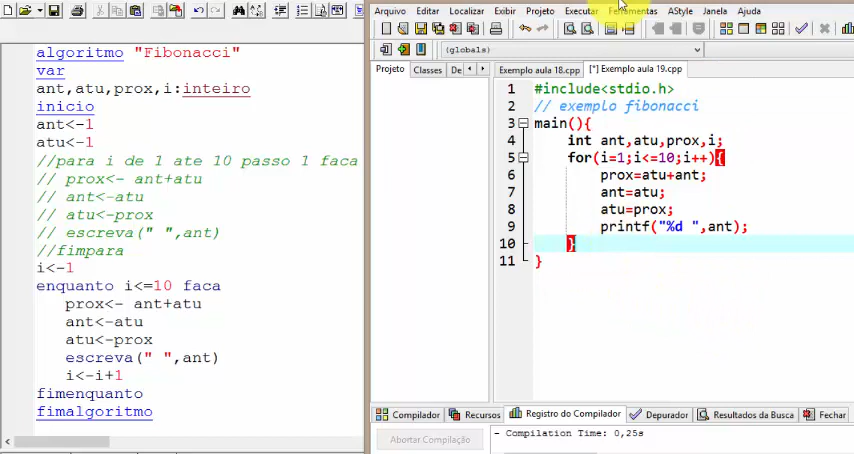 algoritmo "Fibonacci"
var
ant,atu,prox,i:inteiro
inicio
ant<-1
atu<-1
//para i de 1 ate 10 passo 1 faca
// prox<- ant+atu
// ant<-atu
// atu<-prox
// escreva(" ",ant)
//fimpara
i<-1
enquanto i<=10 faca
prox<- ant+atu
ant<-atu
atu<-prox
escreva(" ",ant)
i<-i+1
fimenquanto
fimalgoritmo
Arquivo Editar Localizar Exibir Projeto Executar Ferramentas AStyle Janela Ajuda
(globals)
Projeto Classes De
Exemplo aula 18.cpp [*] Exemplo aula 19.cpp
1 #include<stdio.h>
2 // exemplo fibonacci
3 main(){
4 int ant,atu,prox,i;
5 for(i=1;i<=10;i++){
6 prox=atu+ant;
7 ant=atu;
8 atu=prox;
9 printf("%d ",ant);
10 }
11 }
Compilador Recursos Registro do Compilador Depurador Resultados da Busca Fechar
Abortar Compilação
- Compilation Time: 0,25s